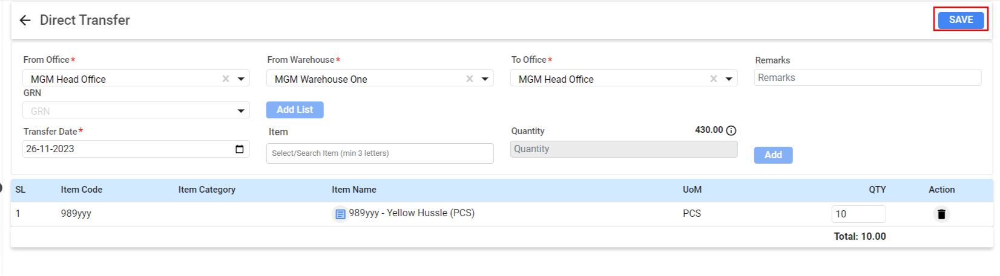 Direct Transfer
SAVE
From Office*
From Warehouse*
To Office*
Remarks
MGM Head Office
MGM Warehouse One
MGM Head Office
Remarks
GRN
GRN
Add List
Transfer Date*
Item
Quantity
430.00
26-11-2023
Select/Search Item (min 3 letters)
Quantity
Add
SL Item Code Item Category Item Name UoM QTY Action
1 989yyy 989yyy - Yellow Hussle (PCS) PCS 10
Total: 10.00